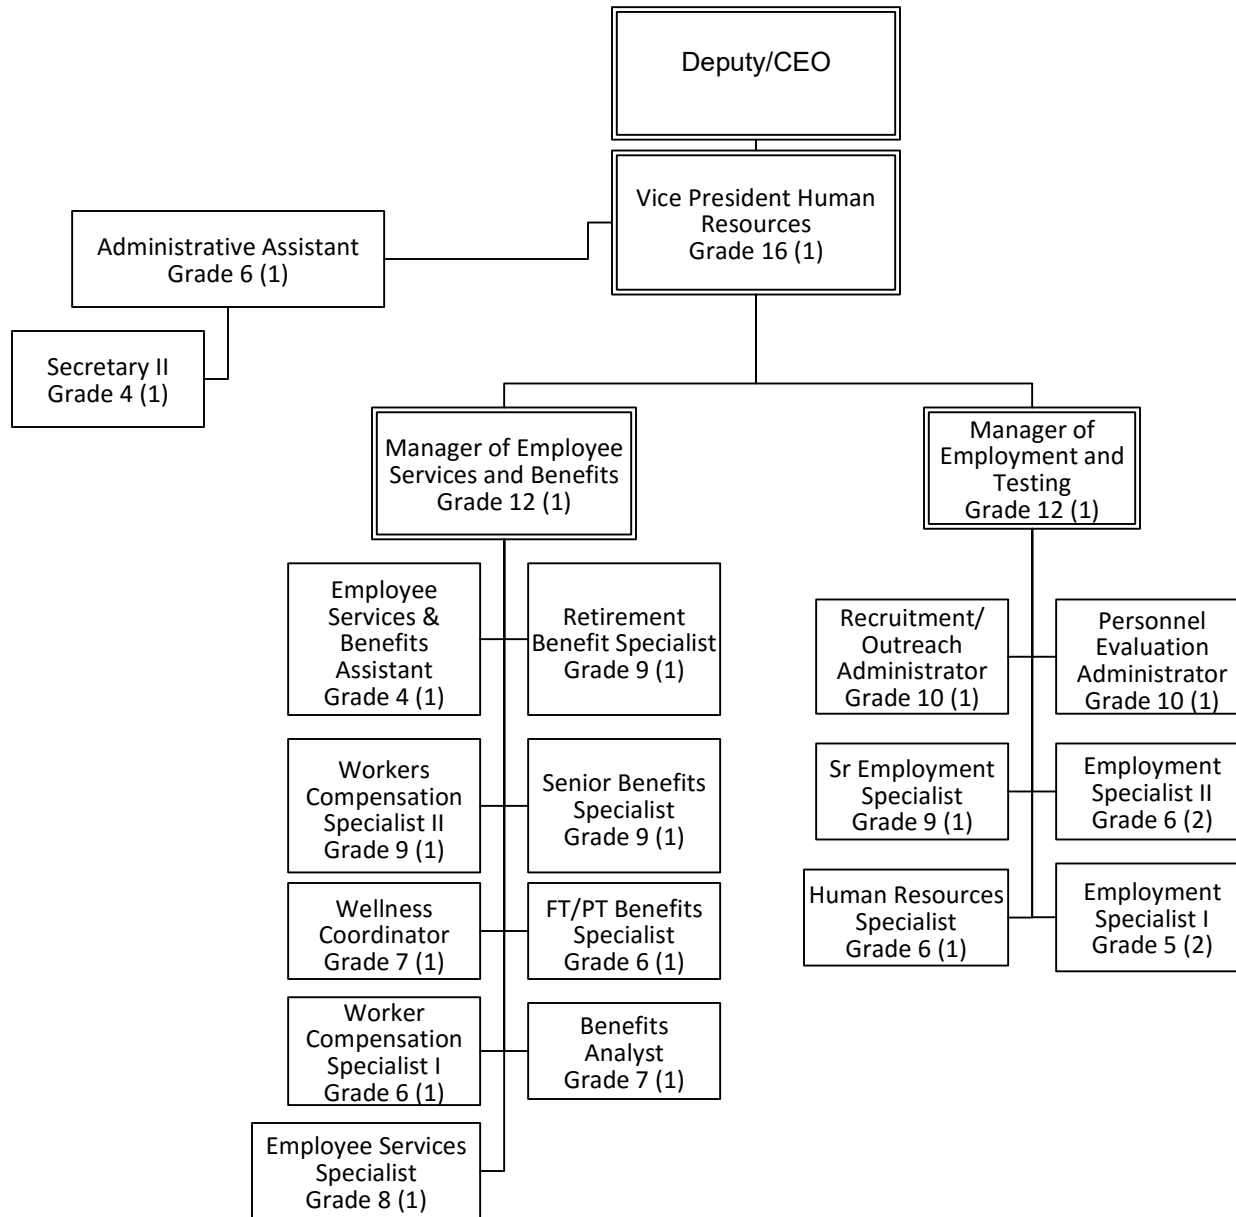 Deputy/CEO
Vice President Human
Resources
Grade 16 (1)
Administrative Assistant
Grade 6 (1)
Secretary II
Grade 4 (1)
Manager of Employee
Services and Benefits
Grade 12 (1)
Manager of
Employment and
Testing
Grade 12 (1)
Employee
Services &
Benefits
Assistant
Grade 4 (1)
Retirement
Benefit Specialist
Grade 9 (1)
Workers
Compensation
Specialist II
Grade 9 (1)
Senior Benefits
Specialist
Grade 9 (1)
Wellness
Coordinator
Grade 7 (1)
FT/PT Benefits
Specialist
Grade 6 (1)
Worker
Compensation
Specialist I
Grade 6 (1)
Benefits
Analyst
Grade 7 (1)
Employee Services
Specialist
Grade 8 (1)
Recruitment/
Outreach
Administrator
Grade 10 (1)
Personnel
Evaluation
Administrator
Grade 10 (1)
Sr Employment
Specialist
Grade 9 (1)
Employment
Specialist II
Grade 6 (2)
Human Resources
Specialist
Grade 6 (1)
Employment
Specialist I
Grade 5 (2)